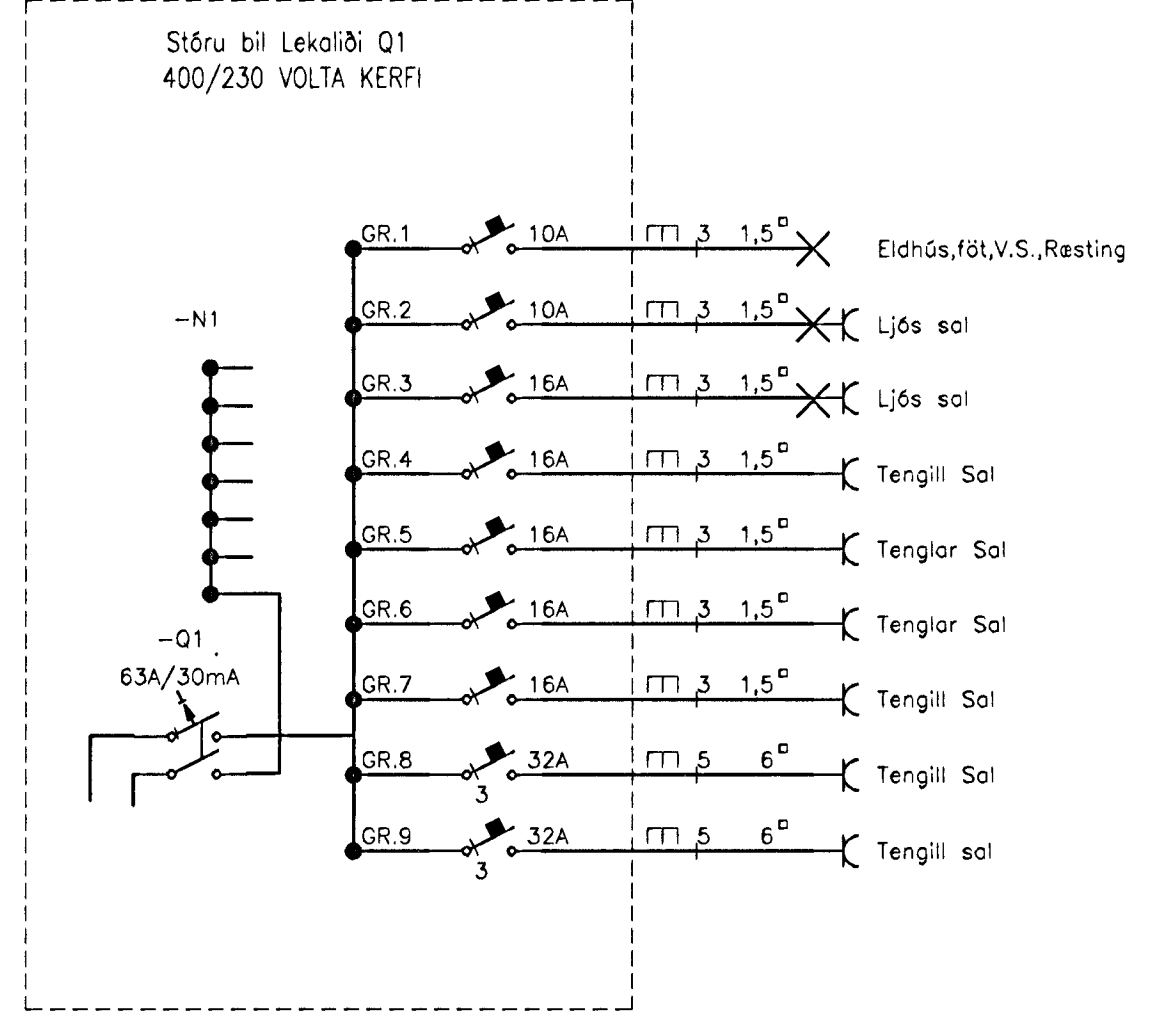 Stóru bil Lekaliði Q1
400/230 VOLTA KERFI
GR.1 10A 3 1,5 Eldhús,föt,V.S.,Ræsting
GR.2 10A 3 1,5 Ljós sal
-N1
GR.3 16A 3 1,5 Ljós sal
GR.4 16A 3 1,5 Tengill Sal
GR.5 16A 3 1,5 Tenglar Sal
GR.6 16A 3 1,5 Tenglar Sal
-Q1
63A/30mA
GR.7 16A 3 1,5 Tengill Sal
GR.8 3 32A 5 6 Tengill Sal
GR.9 3 32A 5 6 Tengill sal